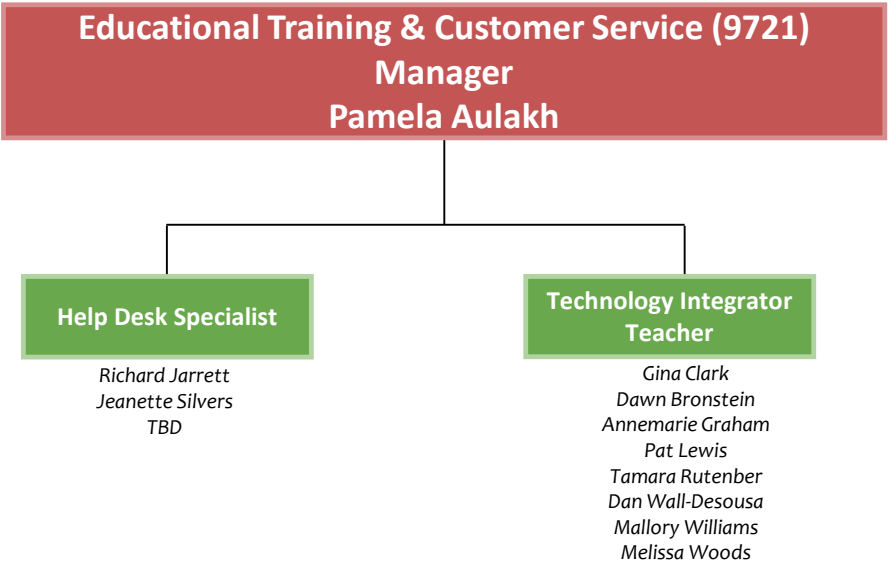 Educational Training & Customer Service (9721)
Manager
Pamela Aulakh
Help Desk Specialist
Richard Jarrett
Jeanette Silvers
TBD
Technology Integrator
Teacher
Gina Clark
Dawn Bronstein
Annemarie Graham
Pat Lewis
Tamara Rutenber
Dan Wall-Desousa
Mallory Williams
Melissa Woods